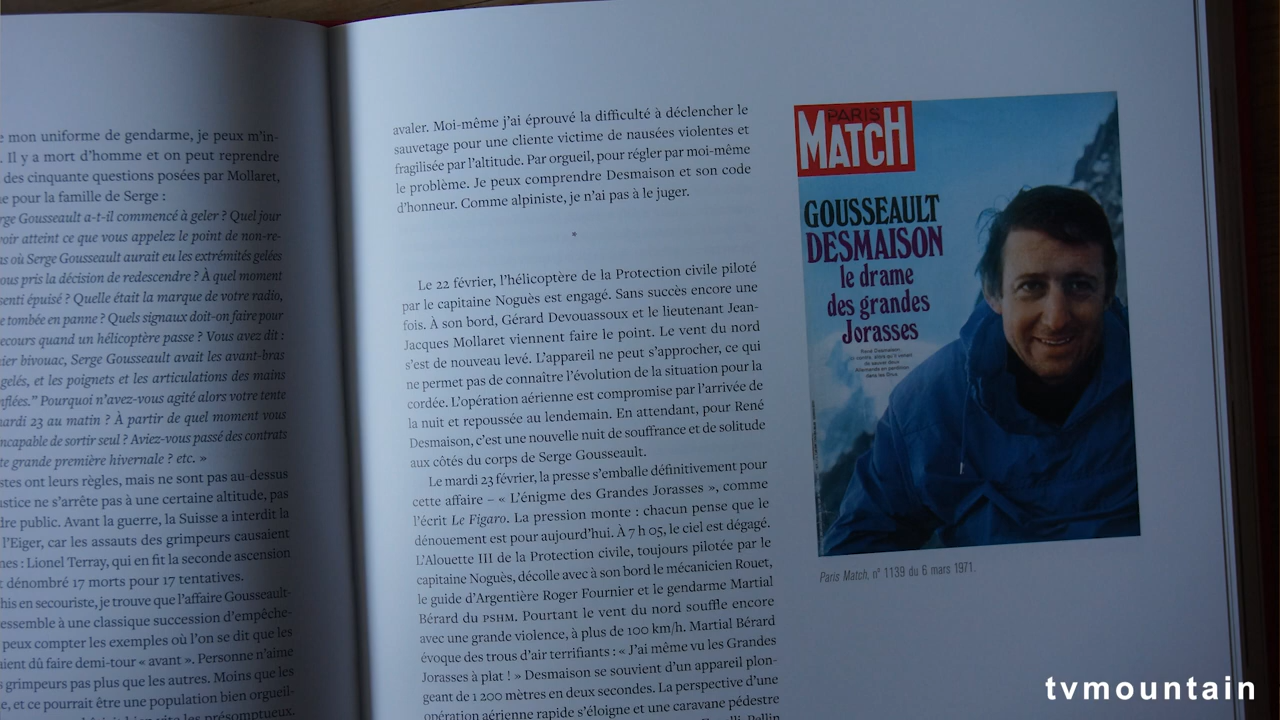 e mon uniforme de gendarme, je peux m'in-
. Il y a mort d'homme et on peut reprendre
des cinquante questions posées par Mollaret,
e pour la famille de Serge :
rge Gousseault a-t-il commencé à geler ? Quel jour
voir atteint ce que vous appelez le point de non-re-
as où Serge Gousseault aurait eu les extrémités gelées
ous pris la décision de redescendre ? À quel moment
senti épuisé ? Quelle était la marque de votre radio,
e tombée en panne ? Quels signaux doit-on faire pour
ecours quand un hélicoptère passe ? Vous avez dit :
ier bivouac, Serge Gousseault avait les avant-bras
gelés, et les poignets et les articulations des mains
nflées." Pourquoi n'avez-vous agité alors votre tente
mardi 23 au matin ? À partir de quel moment vous
ncapable de sortir seul ? Aviez-vous passé des contrats
te grande première hivernale ? etc. »
stes ont leurs règles, mais ne sont pas au-dessus
ustice ne s'arrête pas à une certaine altitude, pas
dre public. Avant la guerre, la Suisse a interdit la
l'Eiger, car les assauts des grimpeurs causaient
nes : Lionel Terray, qui en fit la seconde ascension
t dénombré 17 morts pour 17 tentatives.
his en secouriste, je trouve que l'affaire Gousseault-
essemble à une classique succession d'empêche-
peux compter les exemples où l'on se dit que les
aient dû faire demi-tour « avant ». Personne n'aime
s grimpeurs pas plus que les autres. Moins que les
e, et ce pourrait être une population bien orgueil-
bien vite les présomptueux.
avaler. Moi-même j'ai éprouvé la difficulté à déclencher le
sauvetage pour une cliente victime de nausées violentes et
fragilisée par l'altitude. Par orgueil, pour régler par moi-même
le problème. Je peux comprendre Desmaison et son code
d'honneur. Comme alpiniste, je n'ai pas à le juger.
*
Le 22 février, l'hélicoptère de la Protection civile piloté
par le capitaine Noguès est engagé. Sans succès encore une
fois. À son bord, Gérard Devouassoux et le lieutenant Jean-
Jacques Mollaret viennent faire le point. Le vent du nord
s'est de nouveau levé. L'appareil ne peut s'approcher, ce qui
ne permet pas de connaître l'évolution de la situation pour la
cordée. L'opération aérienne est compromise par l'arrivée de
la nuit et repoussée au lendemain. En attendant, pour René
Desmaison, c'est une nouvelle nuit de souffrance et de solitude
aux côtés du corps de Serge Gousseault.
Le mardi 23 février, la presse s'emballe définitivement pour
cette affaire – « L'énigme des Grandes Jorasses », comme
l'écrit Le Figaro. La pression monte : chacun pense que le
dénouement est pour aujourd'hui. À 7 h 05, le ciel est dégagé.
L'Alouette III de la Protection civile, toujours pilotée par le
capitaine Noguès, décolle avec à son bord le mécanicien Rouet,
le guide d'Argentière Roger Fournier et le gendarme Martial
Bérard du PSHM. Pourtant le vent du nord souffle encore
avec une grande violence, à plus de 100 km/h. Martial Bérard
évoque des trous d'air terrifiants : « J'ai même vu les Grandes
Jorasses à plat ! » Desmaison se souvient d'un appareil plon-
geant de 1 200 mètres en deux secondes. La perspective d'une
opération aérienne rapide s'éloigne et une caravane pédestre
PARIS
MATCH
GOUSSEAULT
DESMAISON
le drame
des grandes
Jorasses
René Desmaison,
Paris Match, n° 1139 du 6 mars 1971.
tvmountain